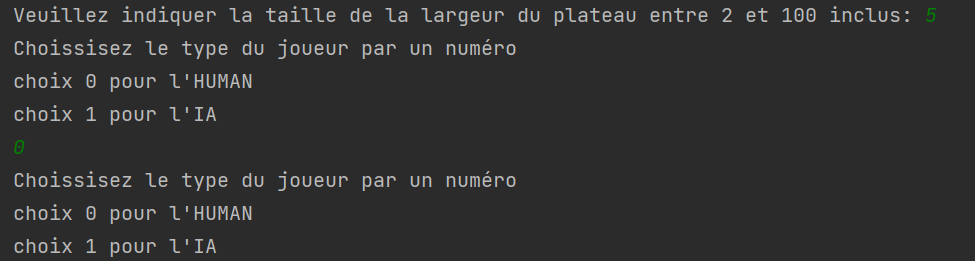 Veuillez indiquer la taille de la largeur du plateau entre 2 et 100 inclus: 5
Choissisez le type du joueur par un numéro
choix 0 pour l'HUMAN
choix 1 pour l'IA
0
Choissisez le type du joueur par un numéro
choix 0 pour l'HUMAN
choix 1 pour l'IA